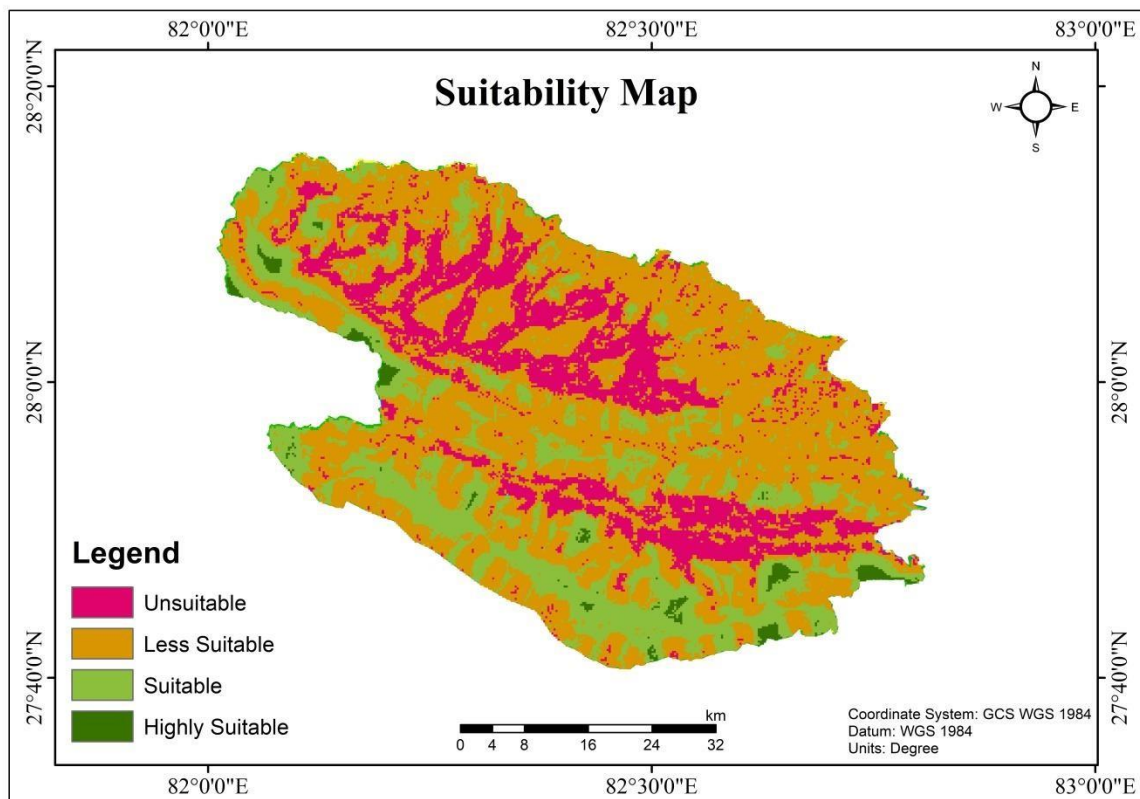 82°0'0"E 82°30'0"E 83°0'0"E
Suitability Map
N
W E
S
28°20'0"N 28°20'0"N
28°0'0"N 28°0'0"N
27°40'0"N 27°40'0"N
Legend
Unsuitable
Less Suitable
Suitable
Highly Suitable
km
0 4 8 16 24 32
Coordinate System: GCS WGS 1984
Datum: WGS 1984
Units: Degree
82°0'0"E 82°30'0"E 83°0'0"E